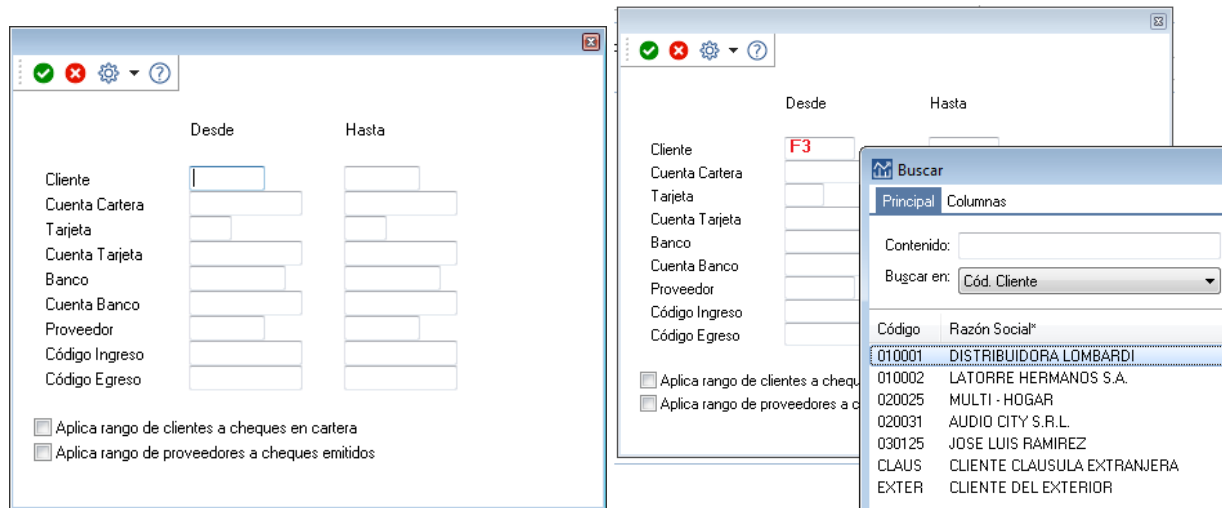 Desde Hasta
Cliente
Cuenta Cartera
Tarjeta
Cuenta Tarjeta
Banco
Cuenta Banco
Proveedor
Código Ingreso
Código Egreso
Aplica rango de clientes a cheques en cartera
Aplica rango de proveedores a cheques emitidos
Desde Hasta
Cliente F3
Cuenta Cartera
Tarjeta
Cuenta Tarjeta
Banco
Cuenta Banco
Proveedor
Código Ingreso
Código Egreso
Aplica rango de clientes a chequ
Aplica rango de proveedores a c
Buscar
Principal Columnas
Contenido:
Buscar en: Cód. Cliente
Código Razón Social*
010001 DISTRIBUIDORA LOMBARDI
010002 LATORRE HERMANOS S.A.
020025 MULTI - HOGAR
020031 AUDIO CITY S.R.L.
030125 JOSE LUIS RAMIREZ
CLAUS CLIENTE CLAUSULA EXTRANJERA
EXTER CLIENTE DEL EXTERIOR